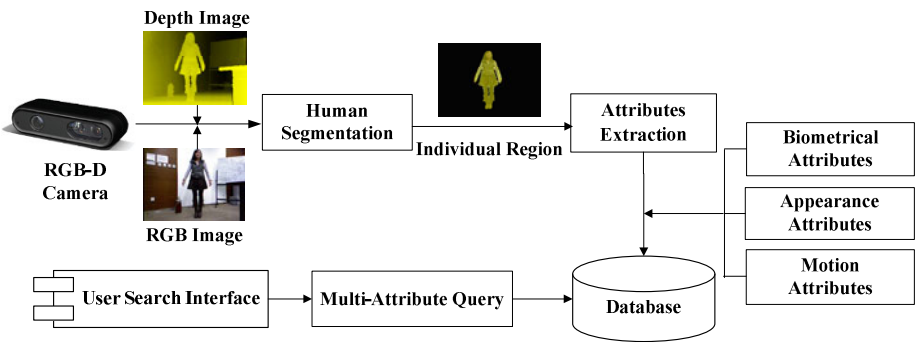 Depth Image
RGB-D
Camera
RGB Image
Human
Segmentation
Individual Region
Attributes
Extraction
Biometrical
Attributes
Appearance
Attributes
Motion
Attributes
User Search Interface
Multi-Attribute Query
Database